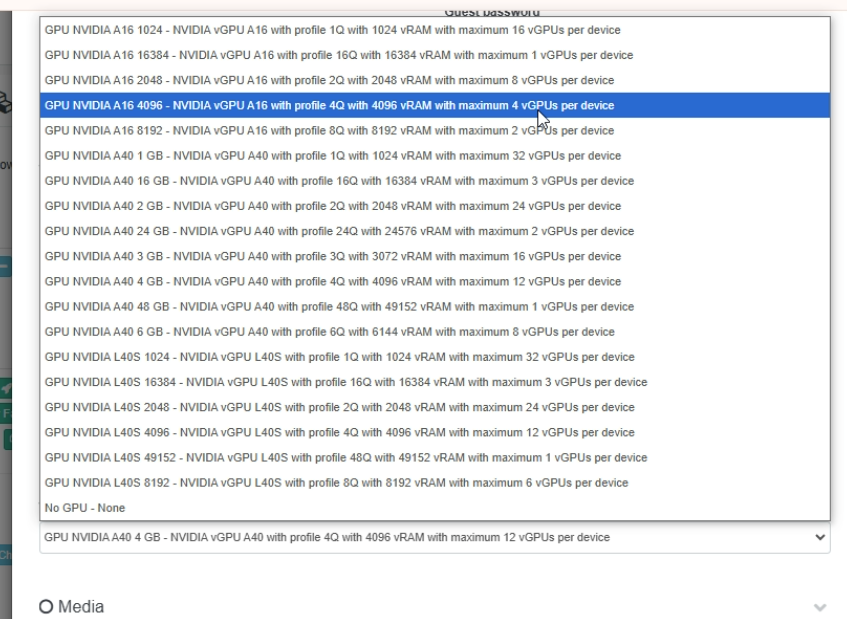 Guest password
GPU NVIDIA A16 1024 - NVIDIA vGPU A16 with profile 1Q with 1024 vRAM with maximum 16 vGPUs per device
GPU NVIDIA A16 16384 - NVIDIA vGPU A16 with profile 16Q with 16384 vRAM with maximum 1 vGPUs per device
GPU NVIDIA A16 2048 - NVIDIA vGPU A16 with profile 2Q with 2048 vRAM with maximum 8 vGPUs per device
GPU NVIDIA A16 4096 - NVIDIA vGPU A16 with profile 4Q with 4096 vRAM with maximum 4 vGPUs per device
GPU NVIDIA A16 8192 - NVIDIA vGPU A16 with profile 8Q with 8192 vRAM with maximum 2 vGPUs per device
GPU NVIDIA A40 1 GB - NVIDIA vGPU A40 with profile 1Q with 1024 vRAM with maximum 32 vGPUs per device
GPU NVIDIA A40 16 GB - NVIDIA vGPU A40 with profile 16Q with 16384 vRAM with maximum 3 vGPUs per device
GPU NVIDIA A40 2 GB - NVIDIA vGPU A40 with profile 2Q with 2048 vRAM with maximum 24 vGPUs per device
GPU NVIDIA A40 24 GB - NVIDIA vGPU A40 with profile 24Q with 24576 vRAM with maximum 2 vGPUs per device
GPU NVIDIA A40 3 GB - NVIDIA vGPU A40 with profile 3Q with 3072 vRAM with maximum 16 vGPUs per device
GPU NVIDIA A40 4 GB - NVIDIA vGPU A40 with profile 4Q with 4096 vRAM with maximum 12 vGPUs per device
GPU NVIDIA A40 48 GB - NVIDIA vGPU A40 with profile 48Q with 49152 vRAM with maximum 1 vGPUs per device
GPU NVIDIA A40 6 GB - NVIDIA vGPU A40 with profile 6Q with 6144 vRAM with maximum 8 vGPUs per device
GPU NVIDIA L40S 1024 - NVIDIA vGPU L40S with profile 1Q with 1024 vRAM with maximum 32 vGPUs per device
GPU NVIDIA L40S 16384 - NVIDIA vGPU L40S with profile 16Q with 16384 vRAM with maximum 3 vGPUs per device
GPU NVIDIA L40S 2048 - NVIDIA vGPU L40S with profile 2Q with 2048 vRAM with maximum 24 vGPUs per device
GPU NVIDIA L40S 4096 - NVIDIA vGPU L40S with profile 4Q with 4096 vRAM with maximum 12 vGPUs per device
GPU NVIDIA L40S 49152 - NVIDIA vGPU L40S with profile 48Q with 49152 vRAM with maximum 1 vGPUs per device
GPU NVIDIA L40S 8192 - NVIDIA vGPU L40S with profile 8Q with 8192 vRAM with maximum 6 vGPUs per device
No GPU - None
GPU NVIDIA A40 4 GB - NVIDIA vGPU A40 with profile 4Q with 4096 vRAM with maximum 12 vGPUs per device
Media